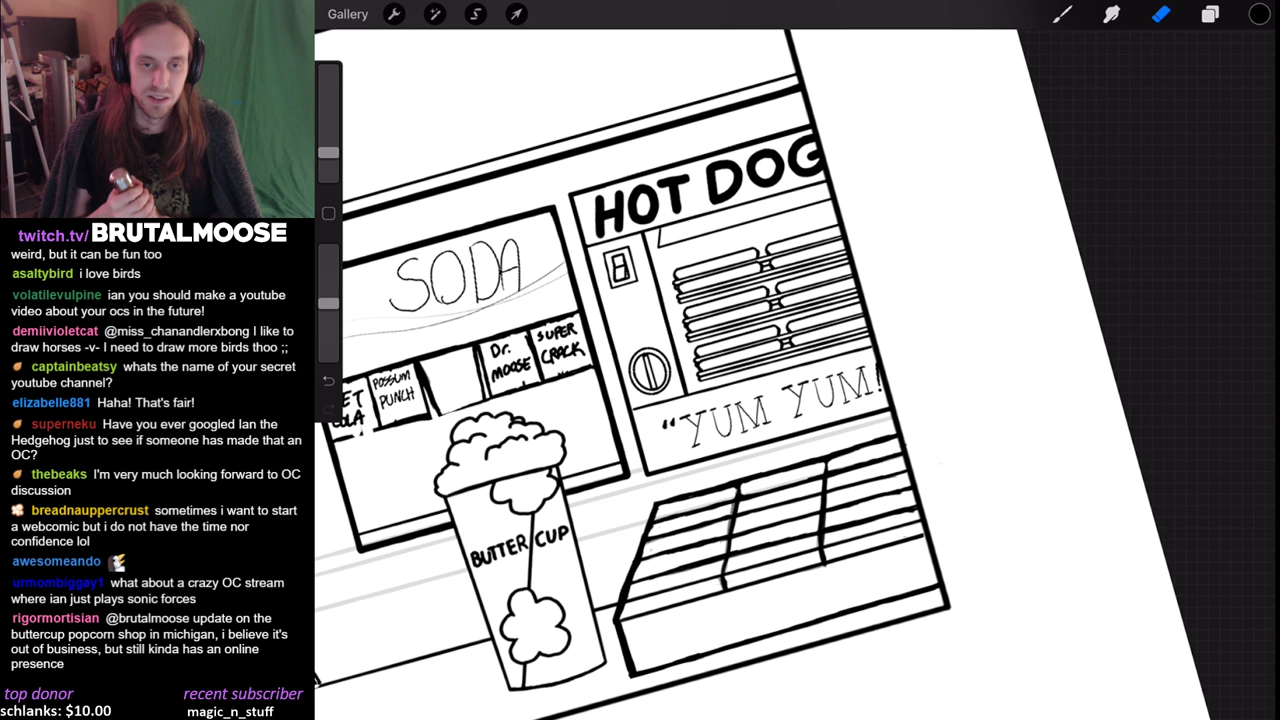 Gallery
twitch.tv/BRUTALMOOSE
weird, but it can be fun too
asaltybird i love birds
volatilevulpine ian you should make a youtube
video about your ocs in the future!
demiivioletcat @miss_chanandlerxbong I like to
draw horses -v- I need to draw more birds thoo ;;
captainbeatsy whats the name of your secret
youtube channel?
elizabelle881 Haha! That's fair!
superneku Have you ever googled Ian the
Hedgehog just to see if someone has made that an
OC?
thebeaks I'm very much looking forward to OC
discussion
breadnauppercrust sometimes i want to start
a webcomic but i do not have the time nor
confidence lol
awesomeando
urmombiggay1 what about a crazy OC stream
where ian just plays sonic forces
rigormortisian @brutalmoose update on the
buttercup popcorn shop in michigan, i believe it's
out of business, but still kinda has an online
presence
top donor
schlanks: $10.00
recent subscriber
magic_n_stuff
HOT DOG
SODA
ET
COLA
POSSUM
PUNCH
Dr.
MOOSE
SUPER
CRACK
8
"YUM YUM!
BUTTER CUP